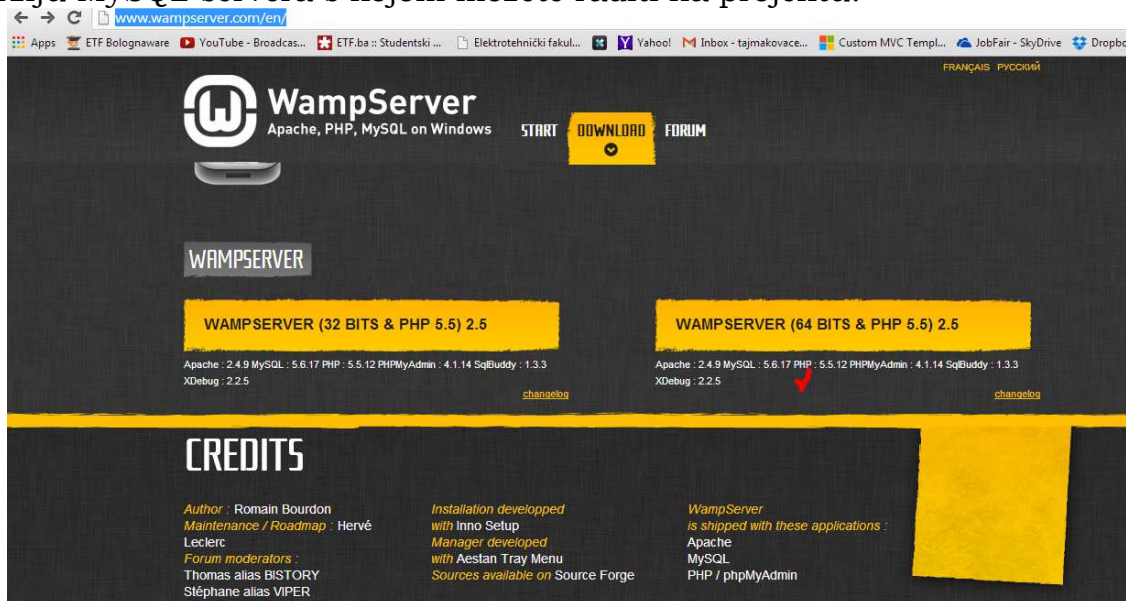 MySQL servera s kojem možete raditi na projektu.
www.wampserver.com/en/
Apps ETF Bolognaware YouTube - Broadcas... ETF.ba :: Studentski ... Elektrotehnički fakul... Yahoo! Inbox - tajmakovace... Custom MVC Templ... JobFair - SkyDrive Dropbo
FRANÇAIS РУССКИЙ
WampServer
Apache, PHP, MySQL on Windows
START DOWNLOAD FORUM
WAMPSERVER
WAMPSERVER (32 BITS & PHP 5.5) 2.5
Apache : 2.4.9 MySQL : 5.6.17 PHP : 5.5.12 PHPMyAdmin : 4.1.14 SqlBuddy : 1.3.3
XDebug : 2.2.5
changelog
WAMPSERVER (64 BITS & PHP 5.5) 2.5
Apache : 2.4.9 MySQL : 5.6.17 PHP : 5.5.12 PHPMyAdmin : 4.1.14 SqlBuddy : 1.3.3
XDebug : 2.2.5
changelog
CREDITS
Author : Romain Bourdon
Maintenance / Roadmap : Hervé
Leclerc
Forum moderators :
Thomas alias BISTORY
Stéphane alias VIPER
Installation developped
with Inno Setup
Manager developed
with Aestan Tray Menu
Sources available on Source Forge
WampServer
is shipped with these applications :
Apache
MySQL
PHP / phpMyAdmin